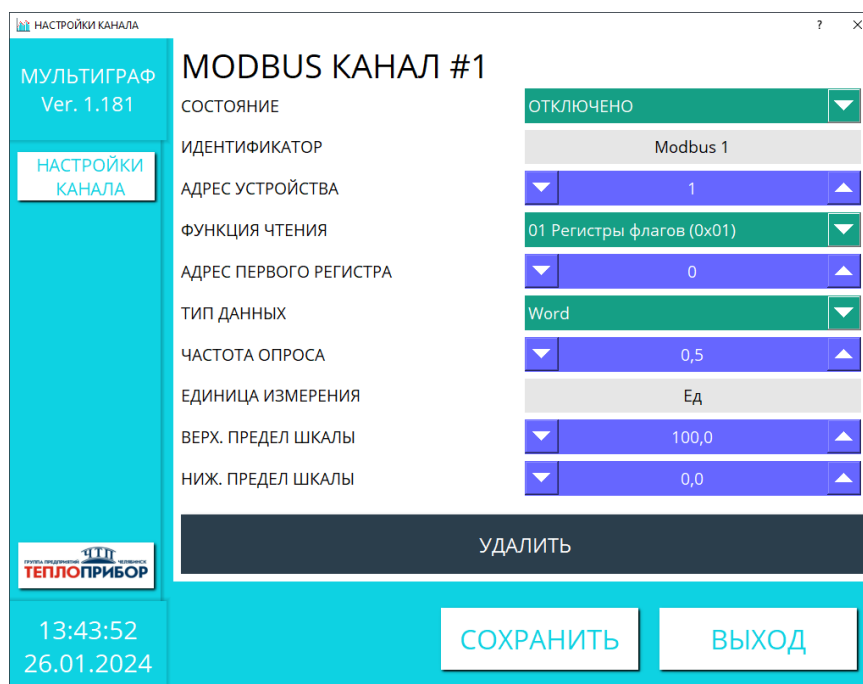 НАСТРОЙКИ КАНАЛА
?
МУЛЬТИГРАФ
Ver. 1.181
НАСТРОЙКИ
КАНАЛА
MODBUS КАНАЛ #1
СОСТОЯНИЕ ОТКЛЮЧЕНО
ИДЕНТИФИКАТОР Modbus 1
АДРЕС УСТРОЙСТВА 1
ФУНКЦИЯ ЧТЕНИЯ 01 Регистры флагов (0x01)
АДРЕС ПЕРВОГО РЕГИСТРА 0
ТИП ДАННЫХ Word
ЧАСТОТА ОПРОСА 0,5
ЕДИНИЦА ИЗМЕРЕНИЯ Ед
ВЕРХ. ПРЕДЕЛ ШКАЛЫ 100,0
НИЖ. ПРЕДЕЛ ШКАЛЫ 0,0
УДАЛИТЬ
ЧТП
ГРУППА ПРЕДПРИЯТИЙ ЧЕЛЯБИНСК
ТЕПЛОПРИБОР
13:43:52
26.01.2024
СОХРАНИТЬ ВЫХОД